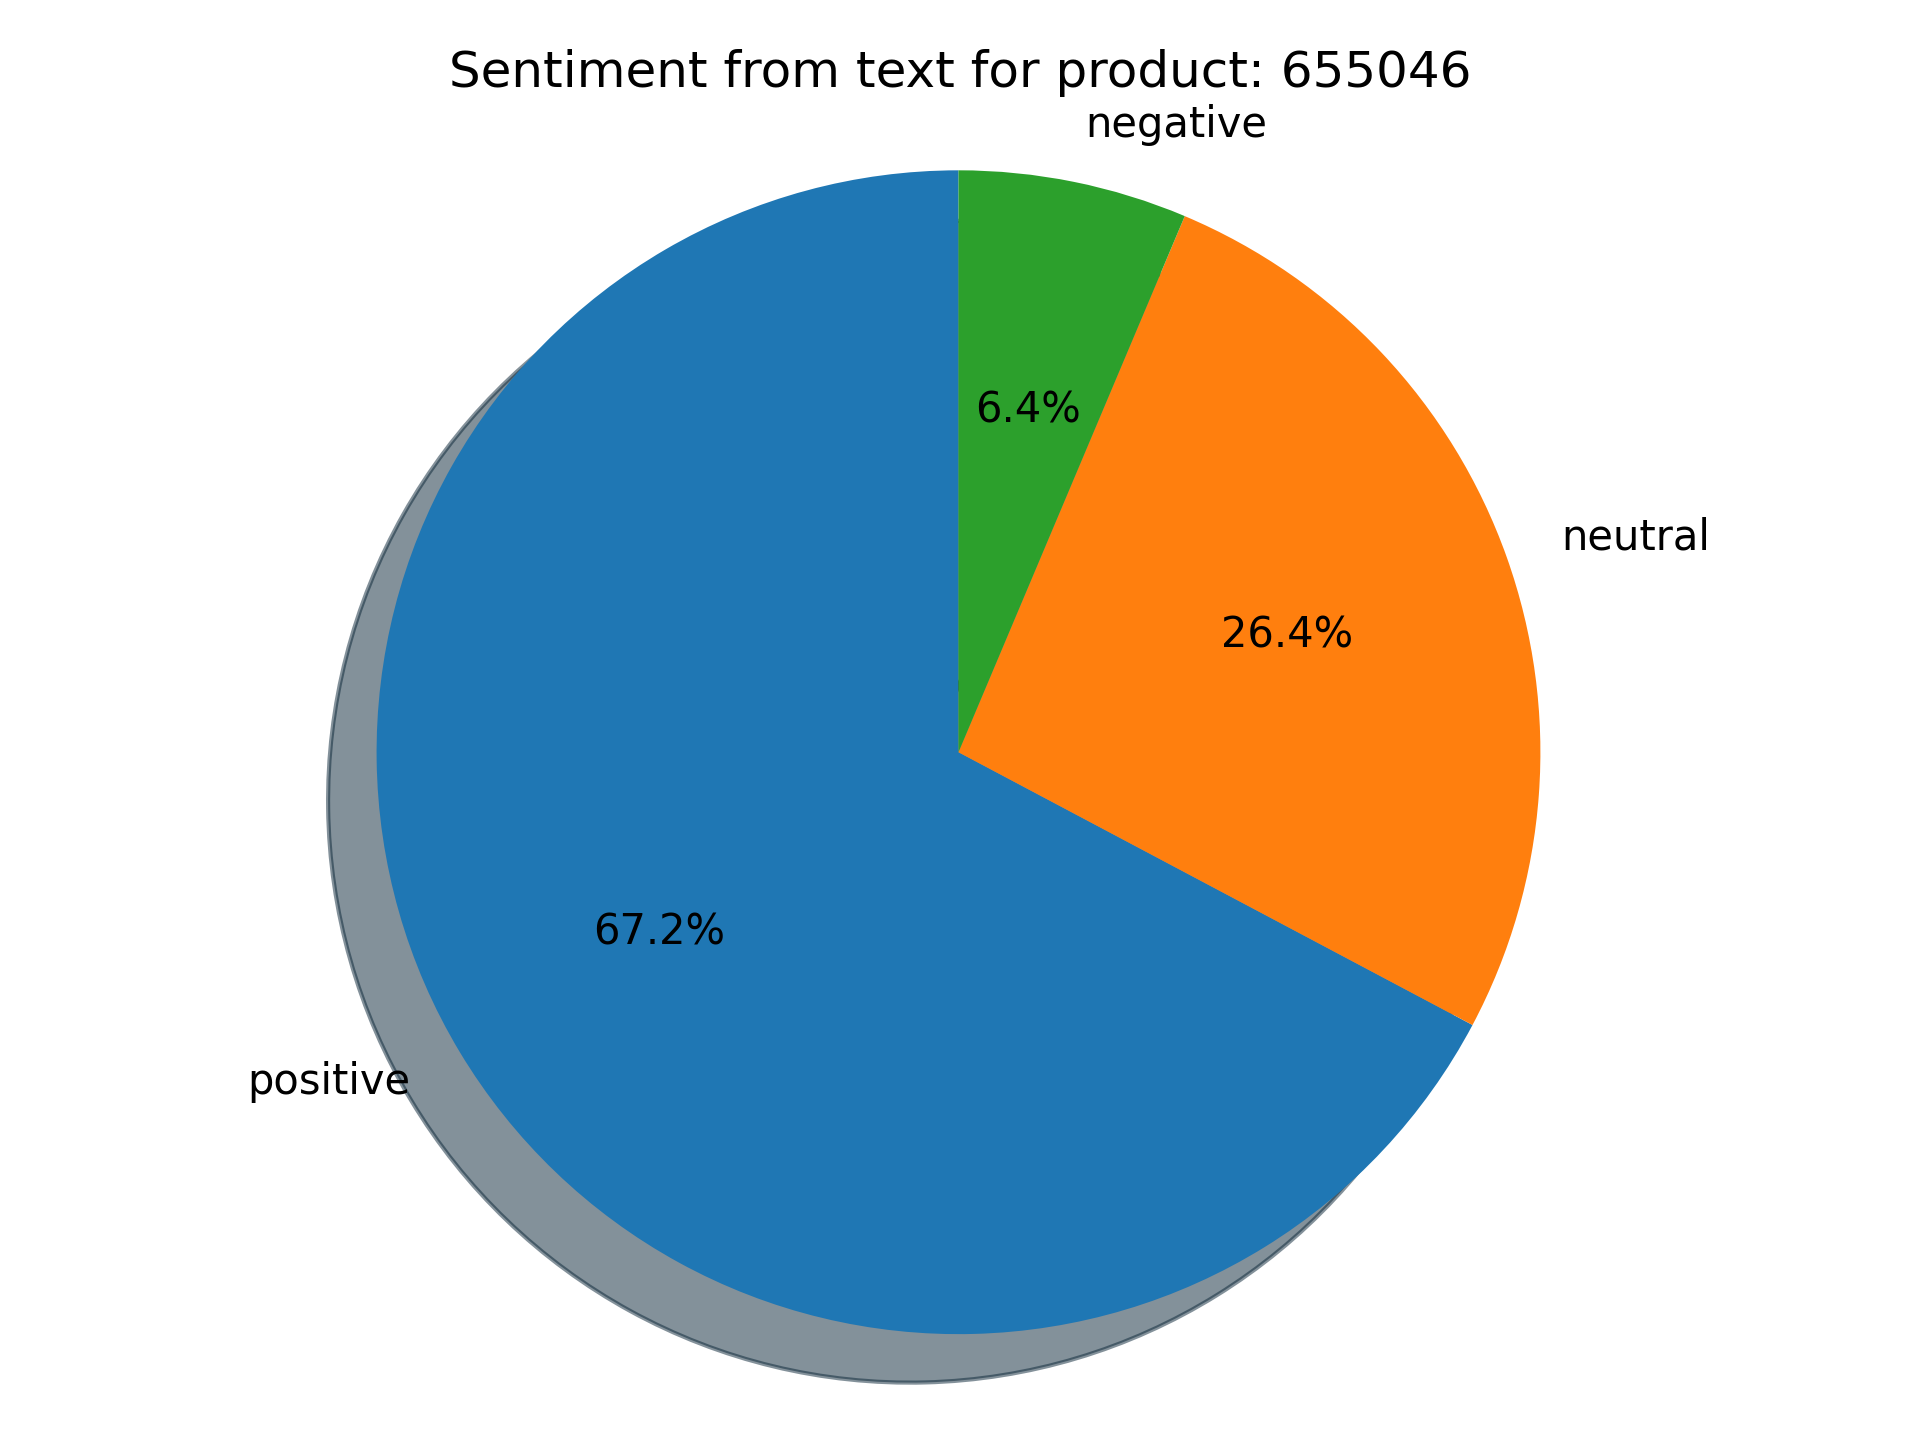 Sentiment from text for product: 655046
negative
6.4%
neutral
26.4%
67.2%
positive